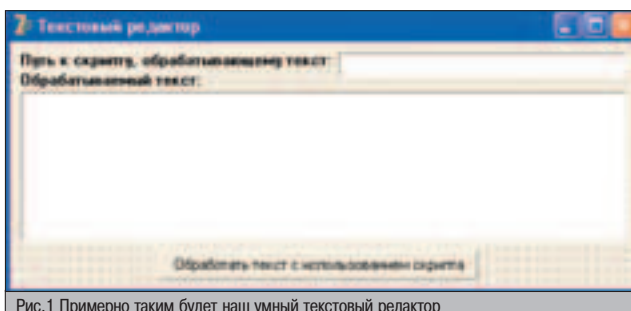 Текстовый редактор
Путь к скрипту, обрабатывающему текст:
Обрабатываемый текст:
Обработать текст с использованием скрипта
Рис.1 Примерно таким будет наш умный текстовый редактор